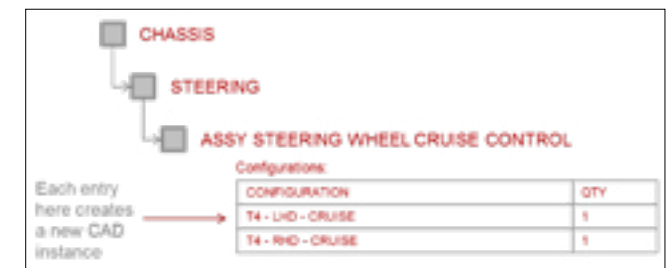 CHASSIS
STEERING
ASSY STEERING WHEEL CRUISE CONTROL
Configurations:
CONFIGURATION QTY
T4 - LHD - CRUISE 1
T4 - RHD - CRUISE 1
Each entry
here creates
a new CAD
instance